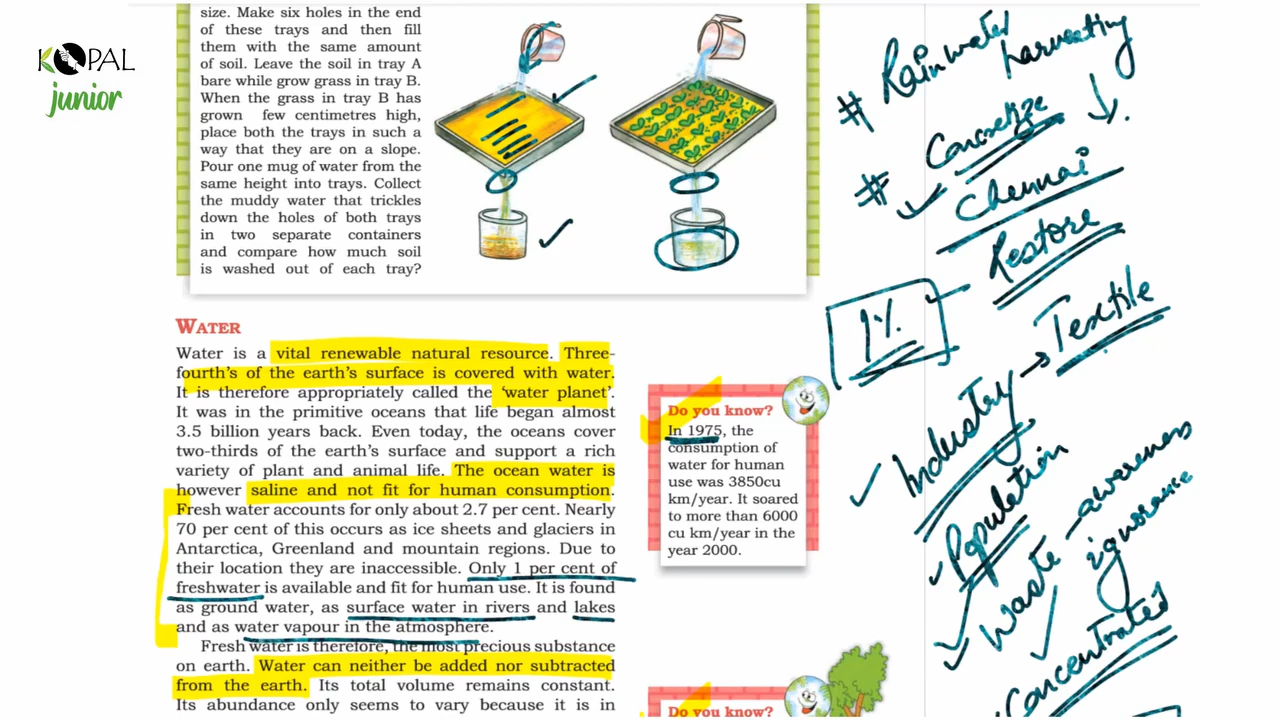 KOPAL
junior
size. Make six holes in the end
of these trays and then fill
them with the same amount
of soil. Leave the soil in tray A
bare while grow grass in tray B.
When the grass in tray B has
grown few centimetres high,
place both the trays in such a
way that they are on a slope.
Pour one mug of water from the
same height into trays. Collect
the muddy water that trickles
down the holes of both trays
in two separate containers
and compare how much soil
is washed out of each tray?
WATER
Water is a vital renewable natural resource. Three-
fourth's of the earth's surface is covered with water.
It is therefore appropriately called the 'water planet'.
It was in the primitive oceans that life began almost
3.5 billion years back. Even today, the oceans cover
two-thirds of the earth's surface and support a rich
variety of plant and animal life. The ocean water is
however saline and not fit for human consumption.
Fresh water accounts for only about 2.7 per cent. Nearly
70 per cent of this occurs as ice sheets and glaciers in
Antarctica, Greenland and mountain regions. Due to
their location they are inaccessible. Only 1 per cent of
freshwater is available and fit for human use. It is found
as ground water, as surface water in rivers and lakes
and as water vapour in the atmosphere.
Fresh water is therefore, the most precious substance
on earth. Water can neither be added nor subtracted
from the earth. Its total volume remains constant.
Its abundance only seems to vary because it is in
Do you know?
In 1975, the
consumption of
water for human
use was 3850cu
km/year. It soared
to more than 6000
cu km/year in the
year 2000.
Do you know?
# Rainwater
harvesting
# Concretize
Chennai
Restore
1%
Industry → Textile
Population
Waste - awareness
ignorance
Concentrated